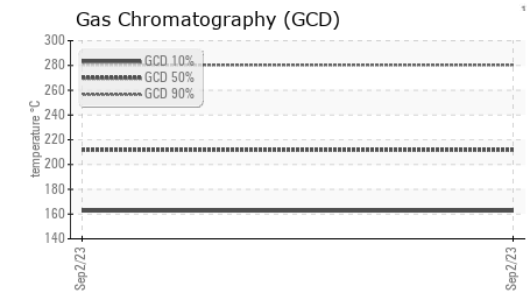 Gas Chromatography (GCD)
temperature °C
300
280
260
240
220
200
180
160
140
GCD 10%
GCD 50%
GCD 90%
Sep2/23
Sep2/23